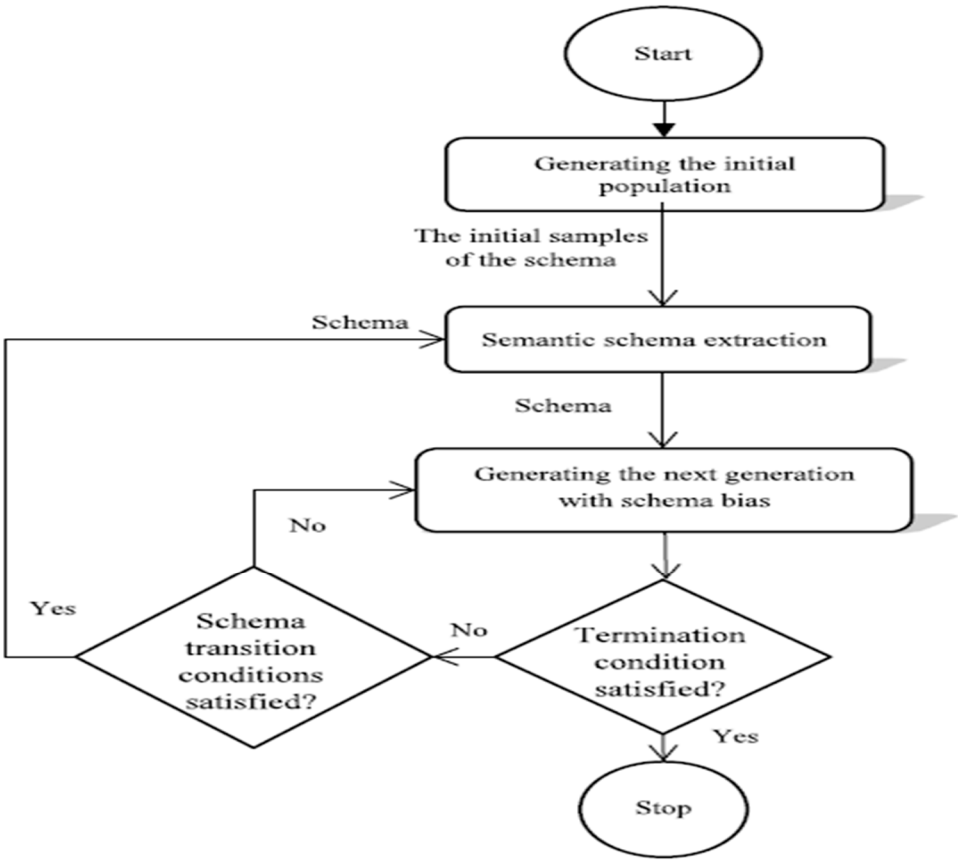 Start
Generating the initial
population
The initial samples
of the schema
Schema
Semantic schema extraction
Schema
Generating the next generation
with schema bias
No
Yes
Schema
transition
conditions
satisfied?
No
Termination
condition
satisfied?
Yes
Stop